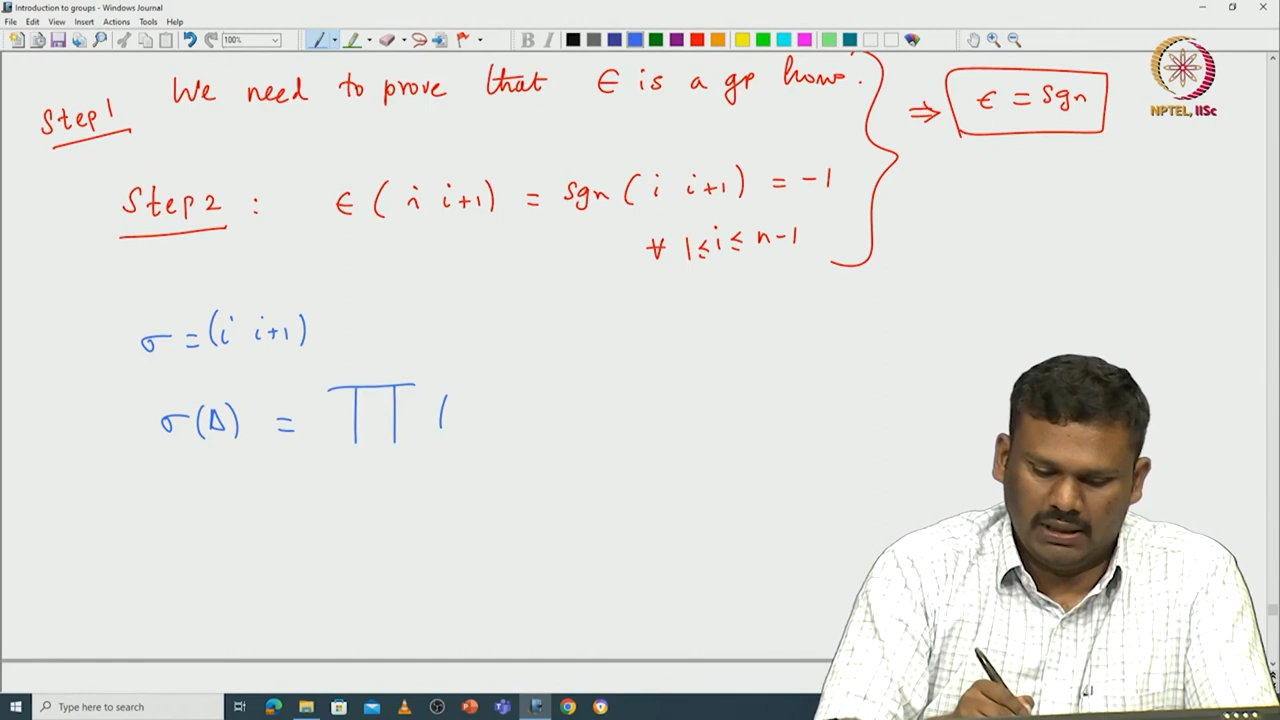 Introduction to groups - Windows Journal
File Edit View Insert Actions Tools Help
100%
Step 1 We need to prove that ε is a gp hom.
⇒ ε = sgn
NPTEL, IISc
Step 2 : ε ( i i+1) = sgn ( i i+1) = -1
∀ 1≤i≤ n-1
σ = (i i+1)
σ(Δ) = ∏ (
Type here to search